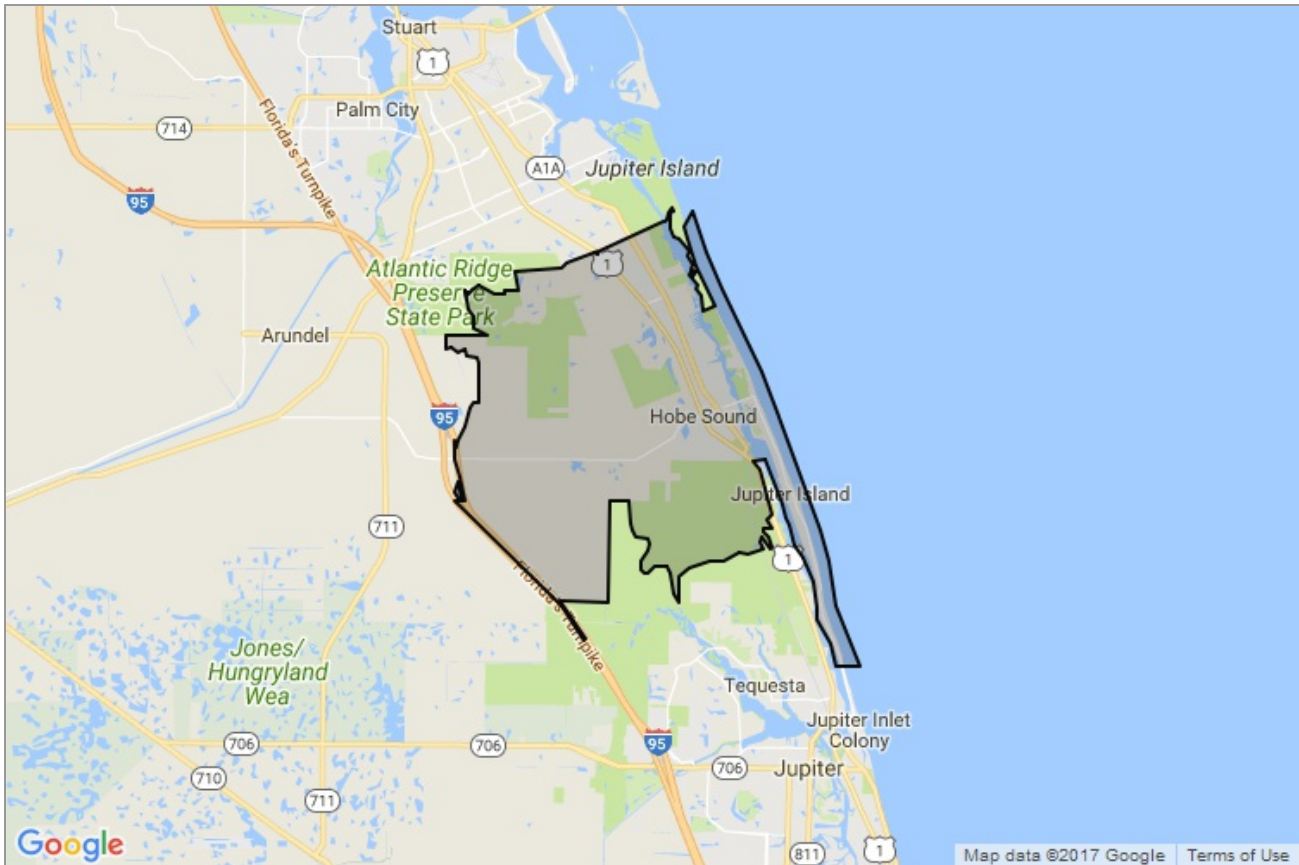 Stuart
1
Palm City
714
Florida's Turnpike
A1A
Jupiter Island
95
1
Atlantic Ridge
Preserve
State Park
Arundel
95
Hobe Sound
Jupiter Island
711
1
Florida's Turnpike
Jones/
Hungryland
Wea
Tequesta
Jupiter Inlet
Colony
706
706
95
706
Jupiter
710
711
811
1
Google
Map data ©2017 Google
Terms of Use